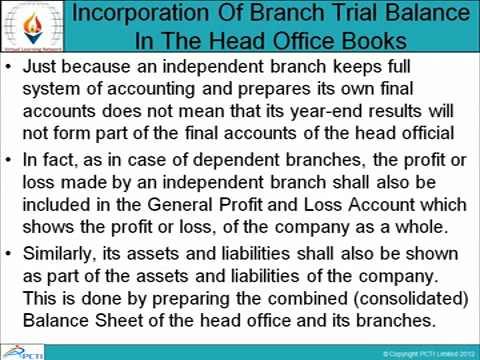 Incorporation Of Branch Trial Balance
In The Head Office Books
Virtual Learning Network
• Just because an independent branch keeps full
system of accounting and prepares its own final
accounts does not mean that its year-end results will
not form part of the final accounts of the head official
• In fact, as in case of dependent branches, the profit or
loss made by an independent branch shall also be
included in the General Profit and Loss Account which
shows the profit or loss, of the company as a whole.
• Similarly, its assets and liabilities shall also be shown
as part of the assets and liabilities of the company.
This is done by preparing the combined (consolidated)
Balance Sheet of the head office and its branches.
PCTI
© Copyright PCTI Limited 2012